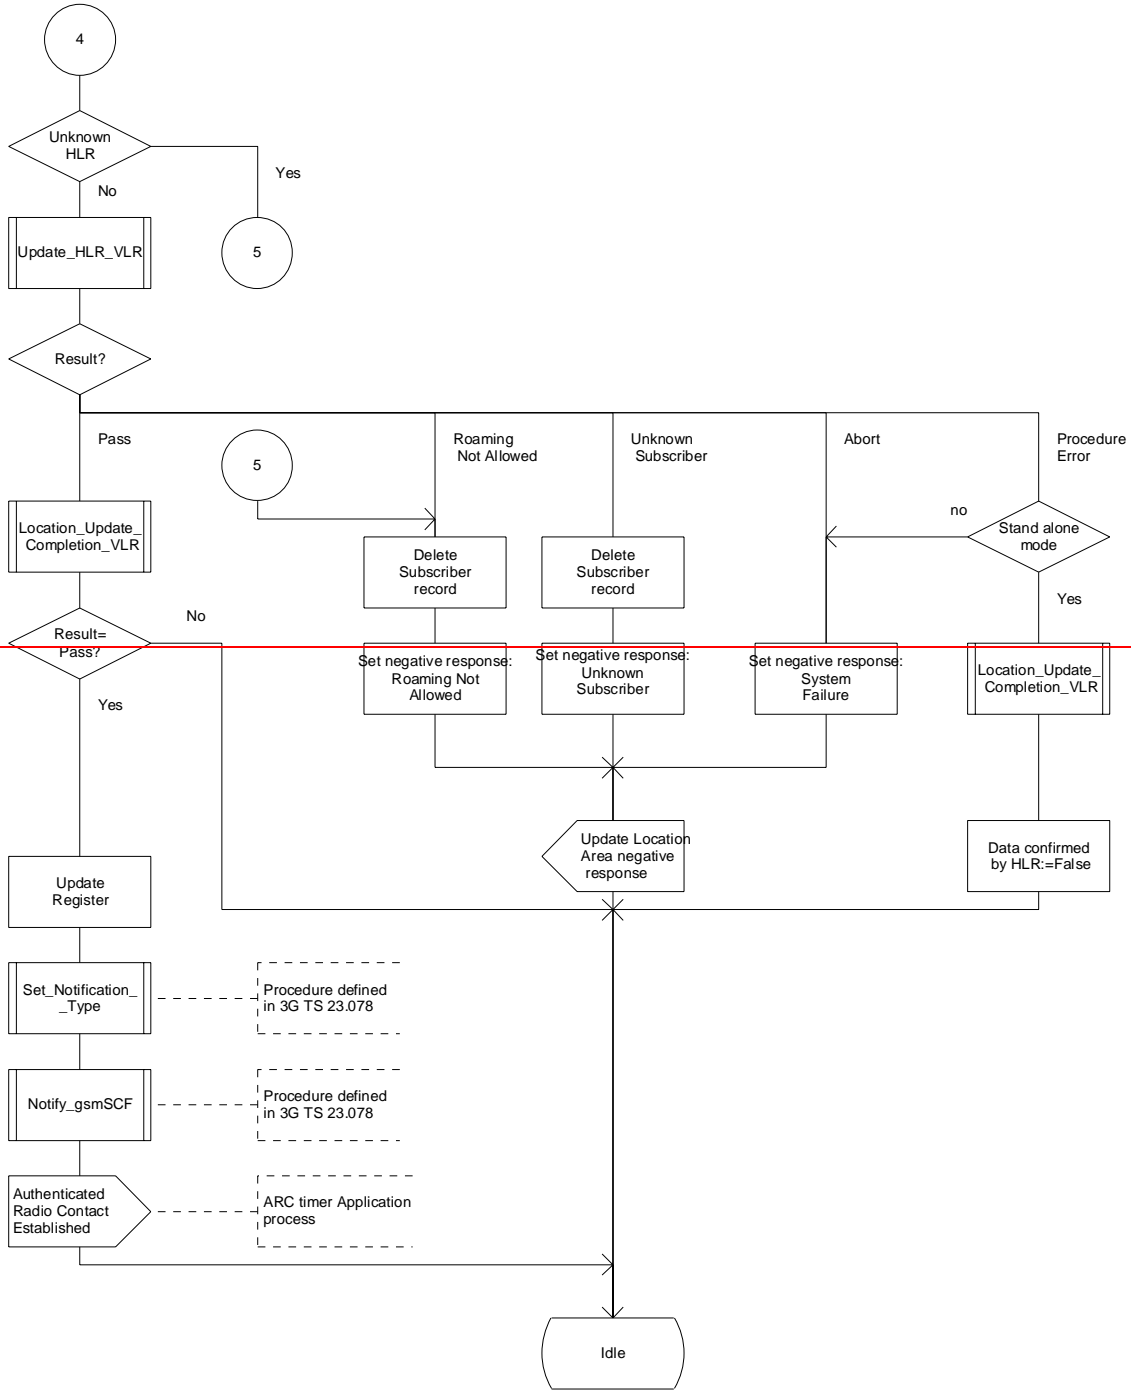 4
Unknown
HLR
Yes
No
Update_HLR_VLR
5
Result?
Pass
5
Roaming
Not Allowed
Unknown
Subscriber
Abort
Procedure
Error
Location_Update_
Completion_VLR
no
Stand alone
mode
Delete
Subscriber
record
Delete
Subscriber
record
Yes
No
Result=
Pass?
Set negative response:
Roaming Not
Allowed
Set negative response:
Unknown
Subscriber
Set negative response:
System
Failure
Location_Update_
Completion_VLR
Yes
Update Location
Area negative
response
Data confirmed
by HLR:=False
Update
Register
Set_Notification_
_Type
Procedure defined
in 3G TS 23.078
Notify_gsmSCF
Procedure defined
in 3G TS 23.078
Authenticated
Radio Contact
Established
ARC timer Application
process
Idle